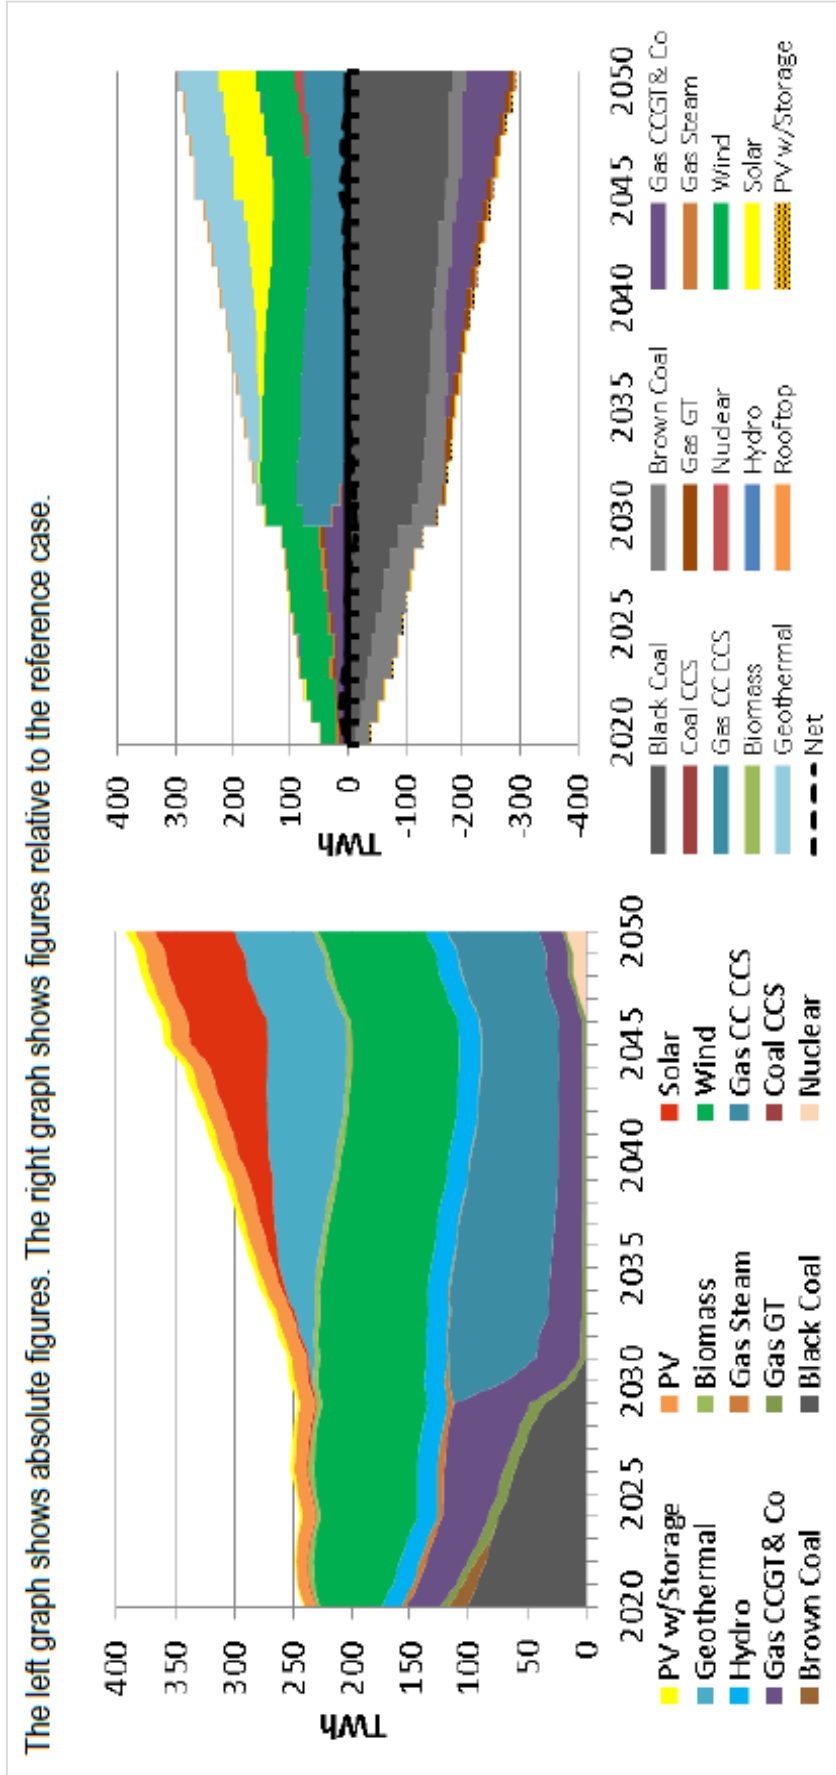 The left graph shows absolute figures. The right graph shows figures relative to the reference case.
400
350
300
250
200
150
100
50
0
TWh
2020 2025 2030 2035 2040 2045 2050
PV w/Storage PV Solar
Geothermal Biomass Wind
Hydro Gas Steam Gas CC CCS
Gas CCGT& Co Gas GT Coal CCS
Brown Coal Black Coal Nuclear
400
300
200
100
0
-100
-200
-300
-400
TWh
2020 2025 2030 2035 2040 2045 2050
Black Coal Brown Coal Gas CCGT& Co
Coal CCS Gas GT Gas Steam
Gas CC CCS Nuclear Wind
Biomass Hydro Solar
Geothermal Rooftop PV w/Storage
Net